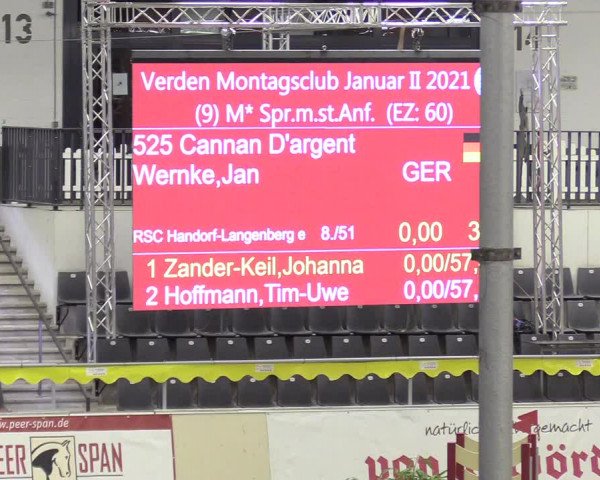 13
14
Verden Montagsclub Januar II 2021
(9) M* Spr.m.st.Anf. (EZ: 60)
525 Cannan D'argent
Wernke,Jan GER
RSC Handorf-Langenberg e 8./51 0,00 3
1 Zander-Keil,Johanna 0,00/57,
2 Hoffmann,Tim-Uwe 0,00/57,
w.peer-span.de
PEER SPAN
gemacht